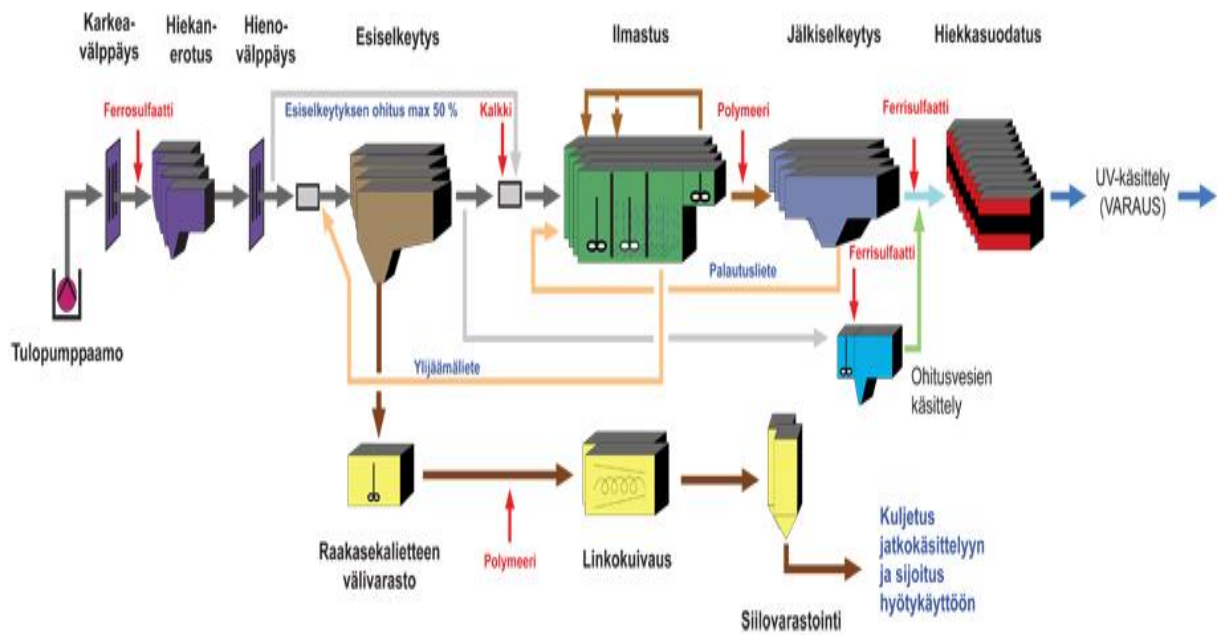 Karkea-
välppäys
Hiekan-
erotus
Hieno-
välppäys
Esiselkeytys
Ilmastus
Jälkiselkeytys
Hiekkasuodatus
Ferrosulfaatti
Esiselkeytyksen ohitus max 50 %
Kalkki
Polymeeri
Ferrisulfaatti
UV-käsittely
(VARAUS)
Palautusliete
Ferrisulfaatti
Tulopumppaamo
Ylijäämäliete
Ohitusvesien
käsittely
Raakasekalietteen
välivarasto
Polymeeri
Linkokuivaus
Siilovarastointi
Kuljetus
jatkokäsittelyyn
ja sijoitus
hyötykäyttöön